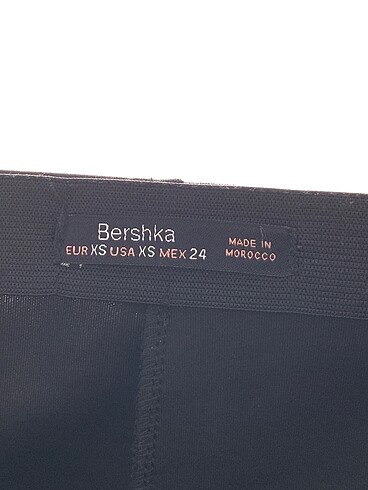 Bershka
EUR XS USA XS MEX 24
MADE IN
MOROCCO